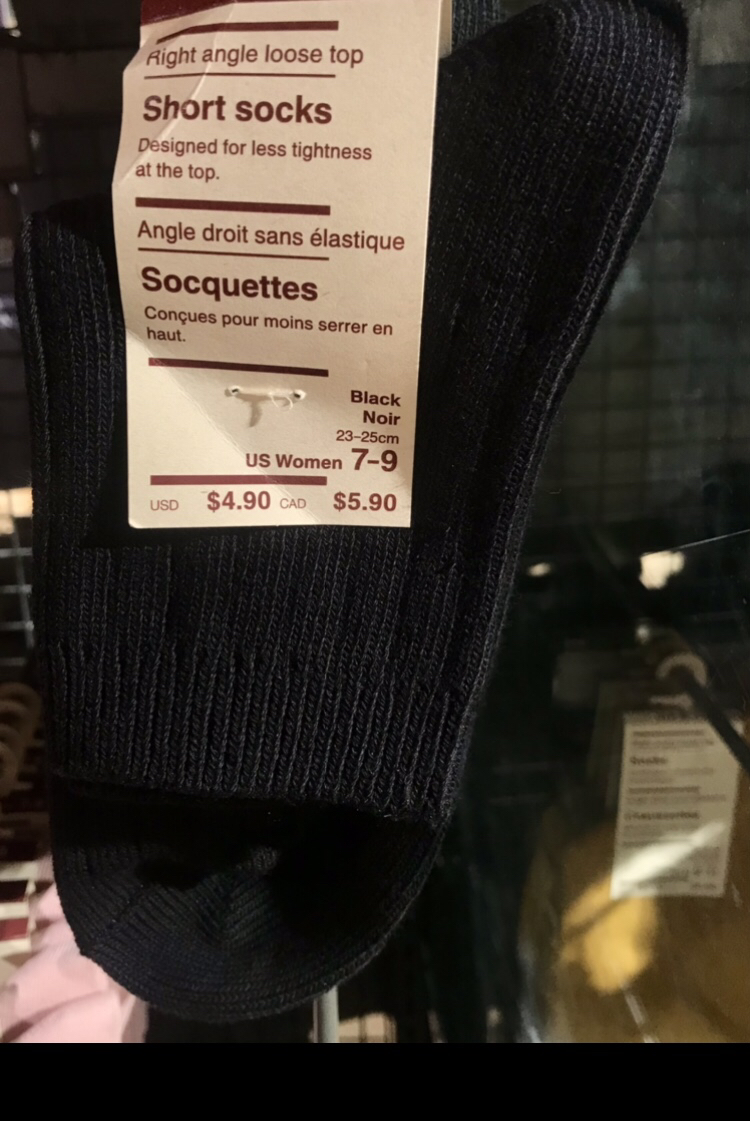 Right angle loose top
Short socks
Designed for less tightness
at the top.
Angle droit sans élastique
Socquettes
Conçues pour moins serrer en
haut.
Black
Noir
23–25cm
US Women 7–9
USD $4.90 CAD $5.90
Socks
Chaussettes